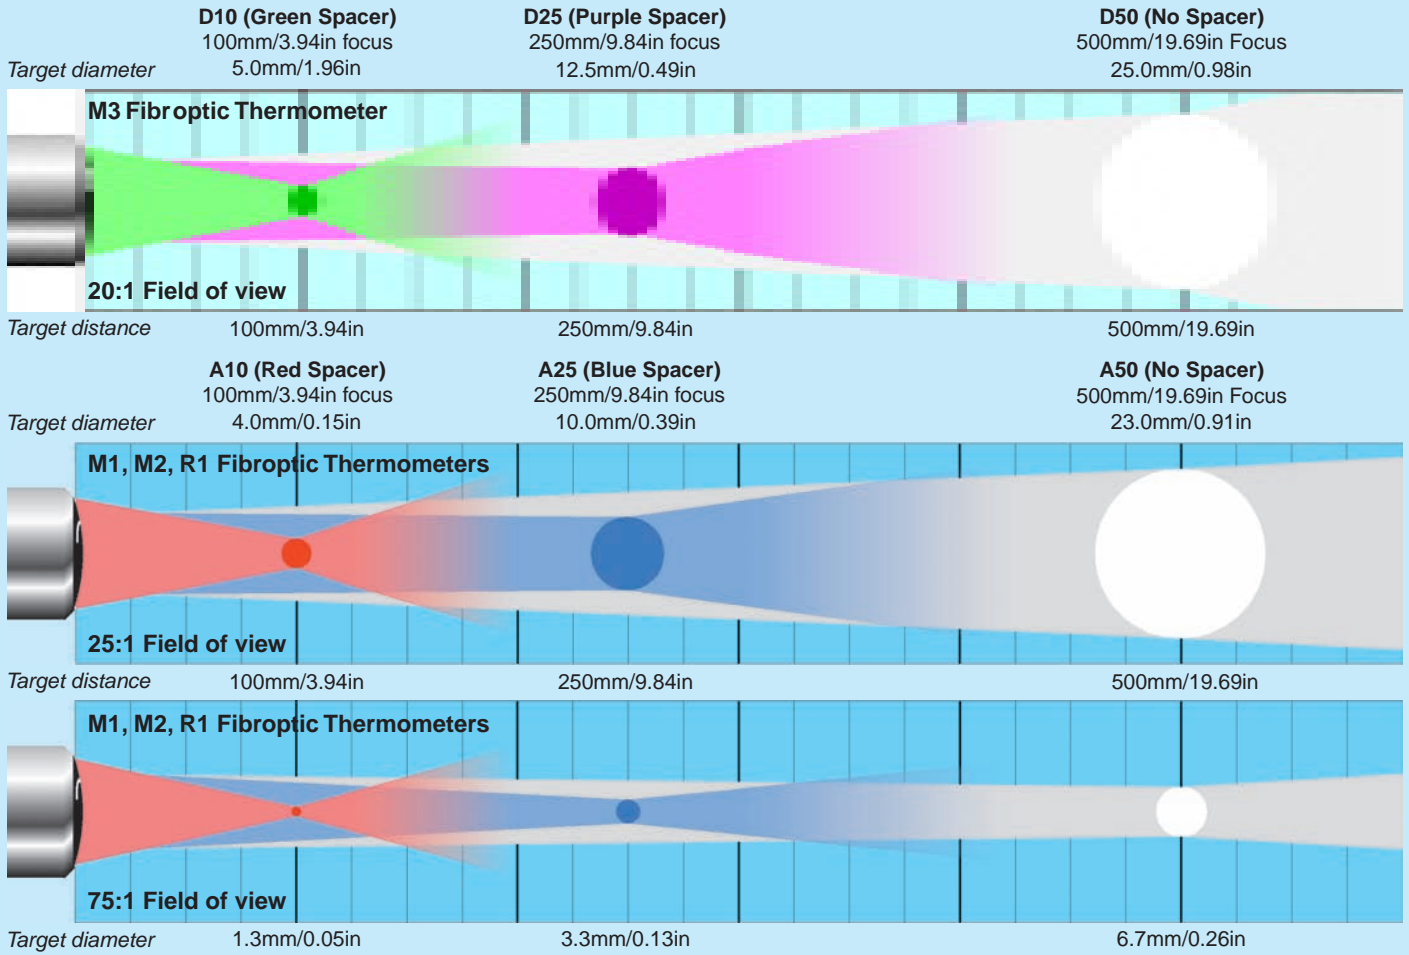 D10 (Green Spacer) D25 (Purple Spacer) D50 (No Spacer)
100mm/3.94in focus 250mm/9.84in focus 500mm/19.69in Focus
Target diameter 5.0mm/1.96in 12.5mm/0.49in 25.0mm/0.98in
M3 Fibroptic Thermometer
20:1 Field of view
Target distance 100mm/3.94in 250mm/9.84in 500mm/19.69in
A10 (Red Spacer) A25 (Blue Spacer) A50 (No Spacer)
100mm/3.94in focus 250mm/9.84in focus 500mm/19.69in Focus
Target diameter 4.0mm/0.15in 10.0mm/0.39in 23.0mm/0.91in
M1, M2, R1 Fibroptic Thermometers
25:1 Field of view
Target distance 100mm/3.94in 250mm/9.84in 500mm/19.69in
M1, M2, R1 Fibroptic Thermometers
75:1 Field of view
Target diameter 1.3mm/0.05in 3.3mm/0.13in 6.7mm/0.26in